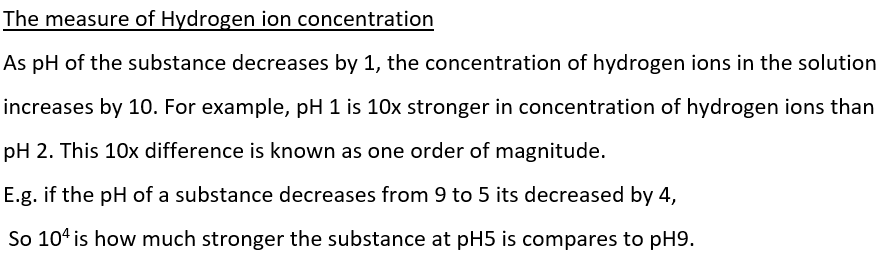 The measure of Hydrogen ion concentration
As pH of the substance decreases by 1, the concentration of hydrogen ions in the solution
increases by 10. For example, pH 1 is 10x stronger in concentration of hydrogen ions than
pH 2. This 10x difference is known as one order of magnitude.
E.g. if the pH of a substance decreases from 9 to 5 its decreased by 4,
So 10⁴ is how much stronger the substance at pH5 is compares to pH9.